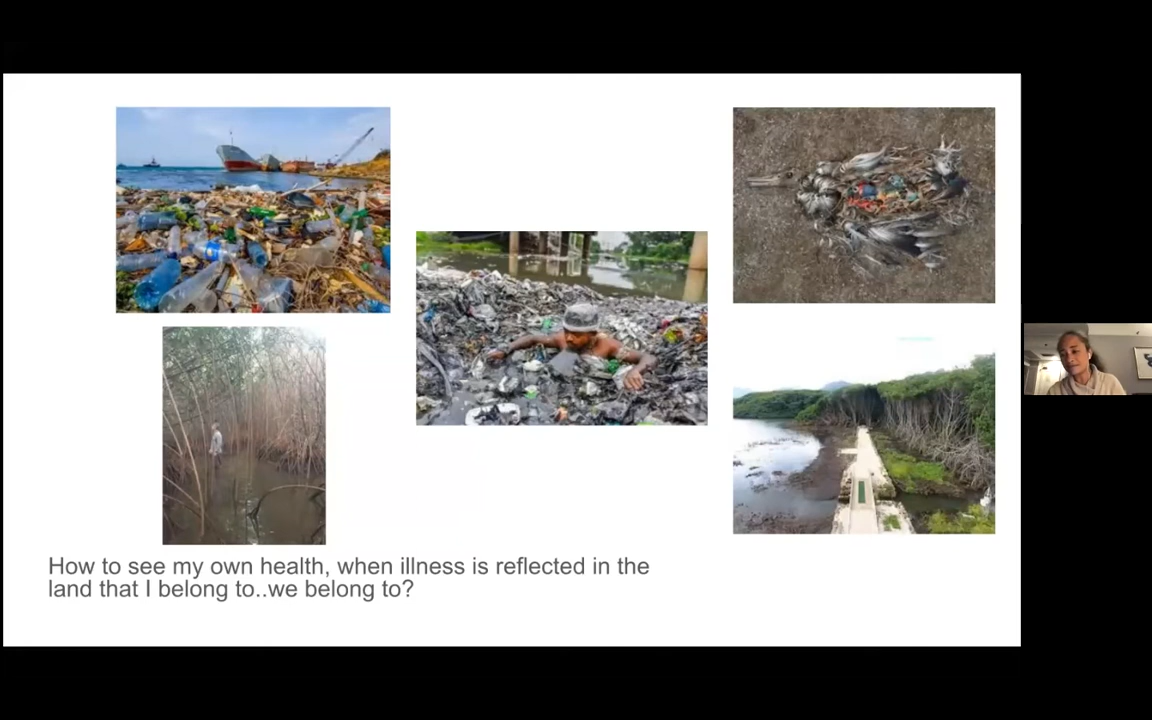 How to see my own health, when illness is reflected in the
land that I belong to..we belong to?